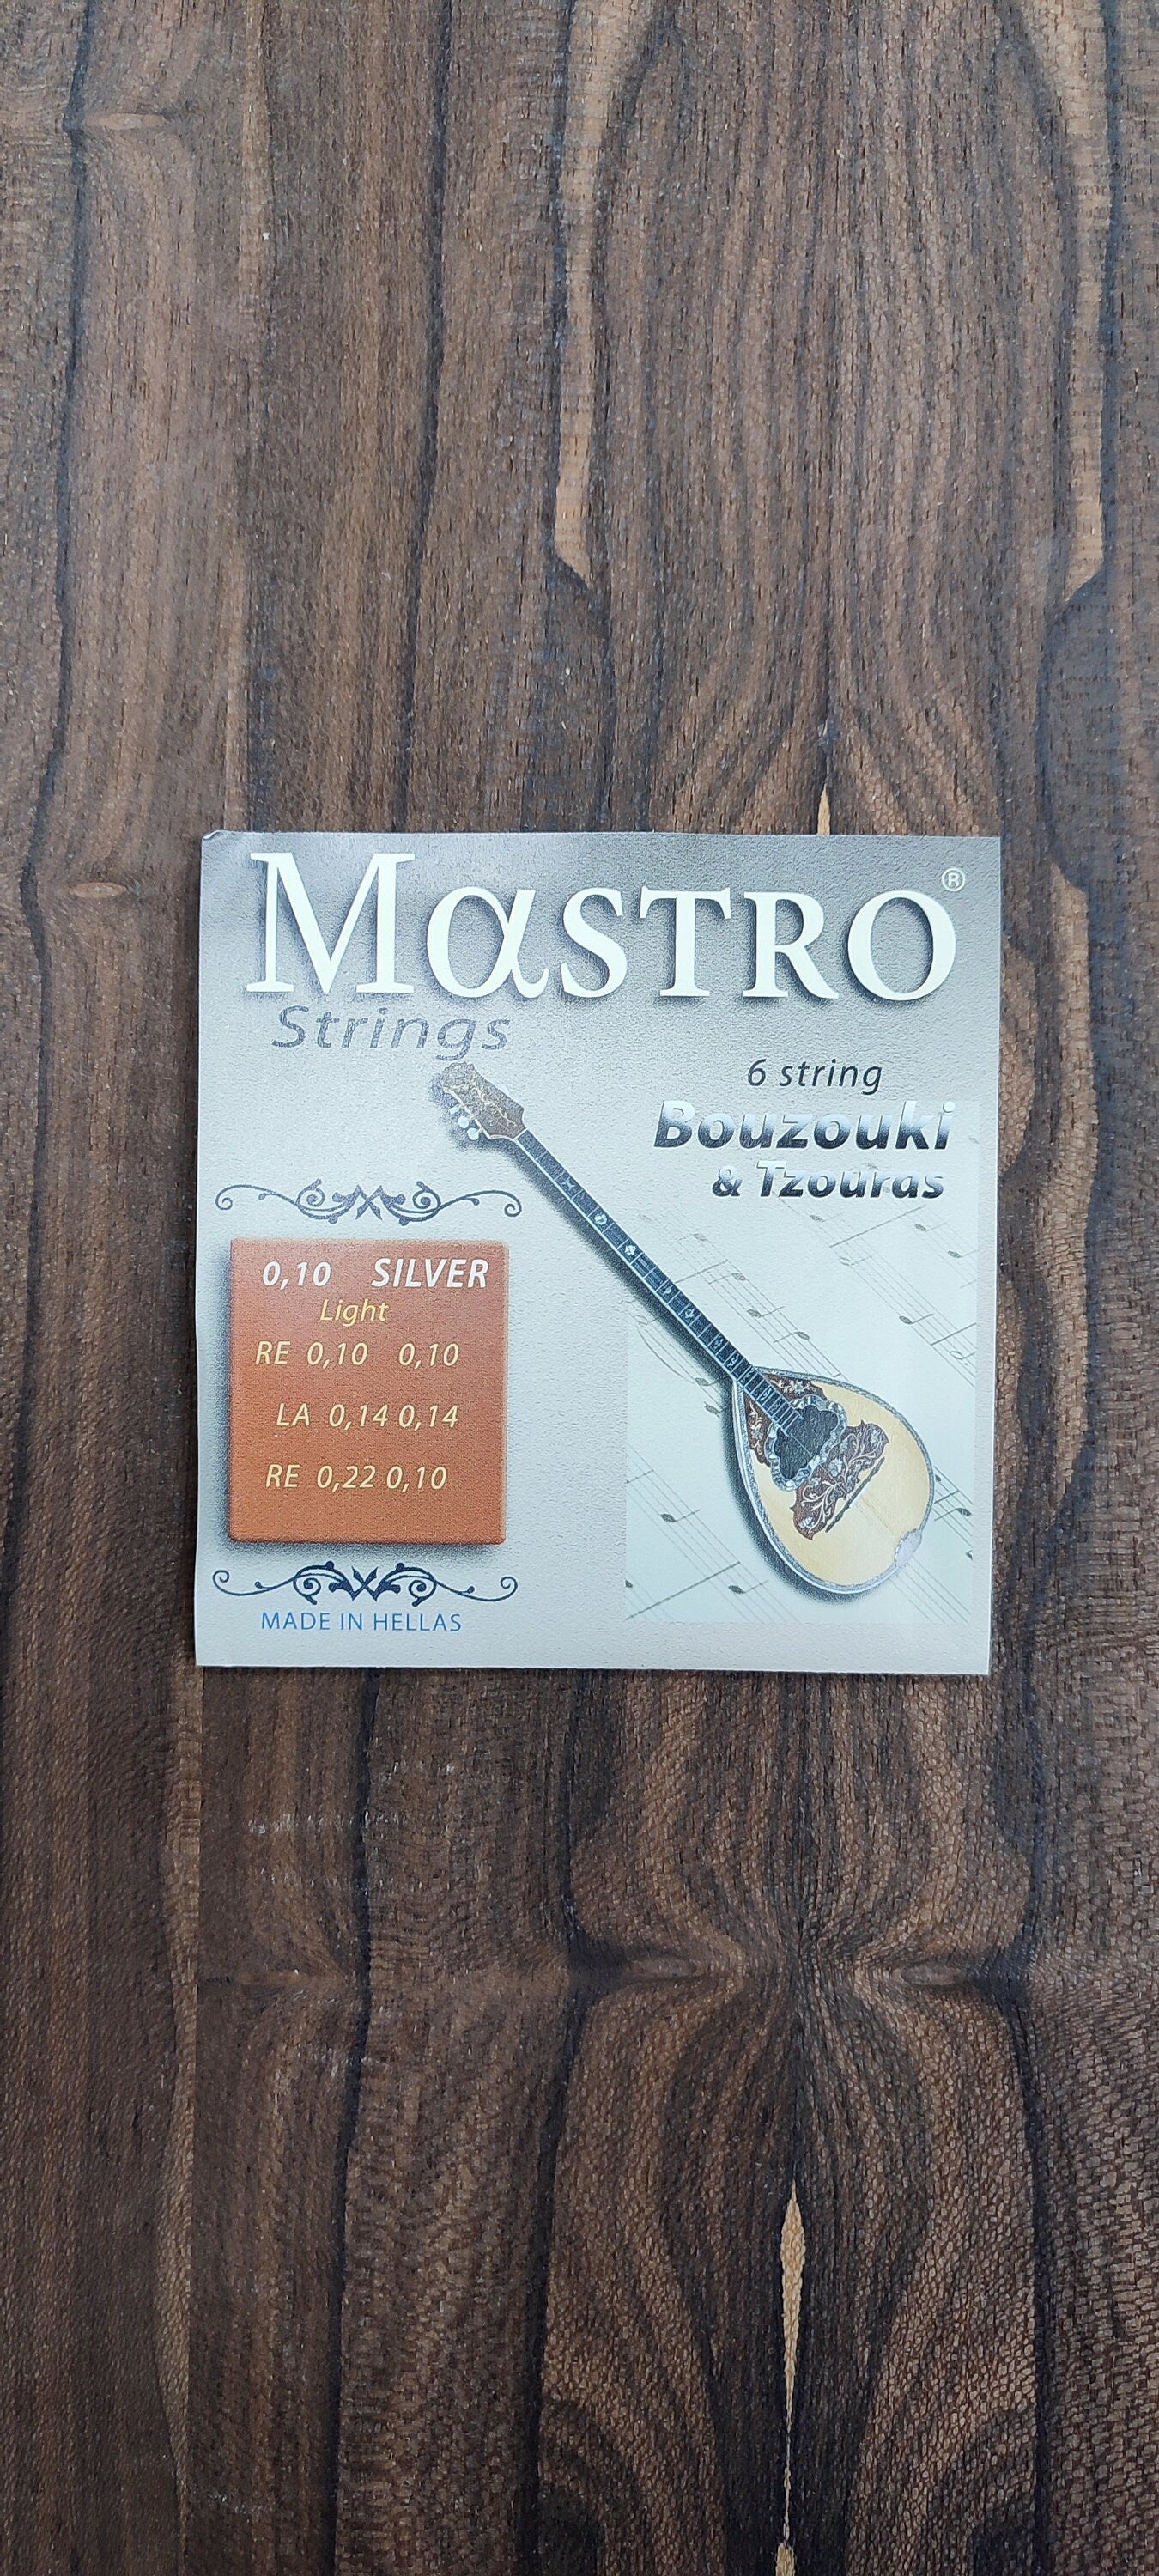 MαSTRO®
Strings
6 string
Bouzouki
& Tzouras
0,10 SILVER
Light
RE 0,10 0,10
LA 0,14 0,14
RE 0,22 0,10
MADE IN HELLAS